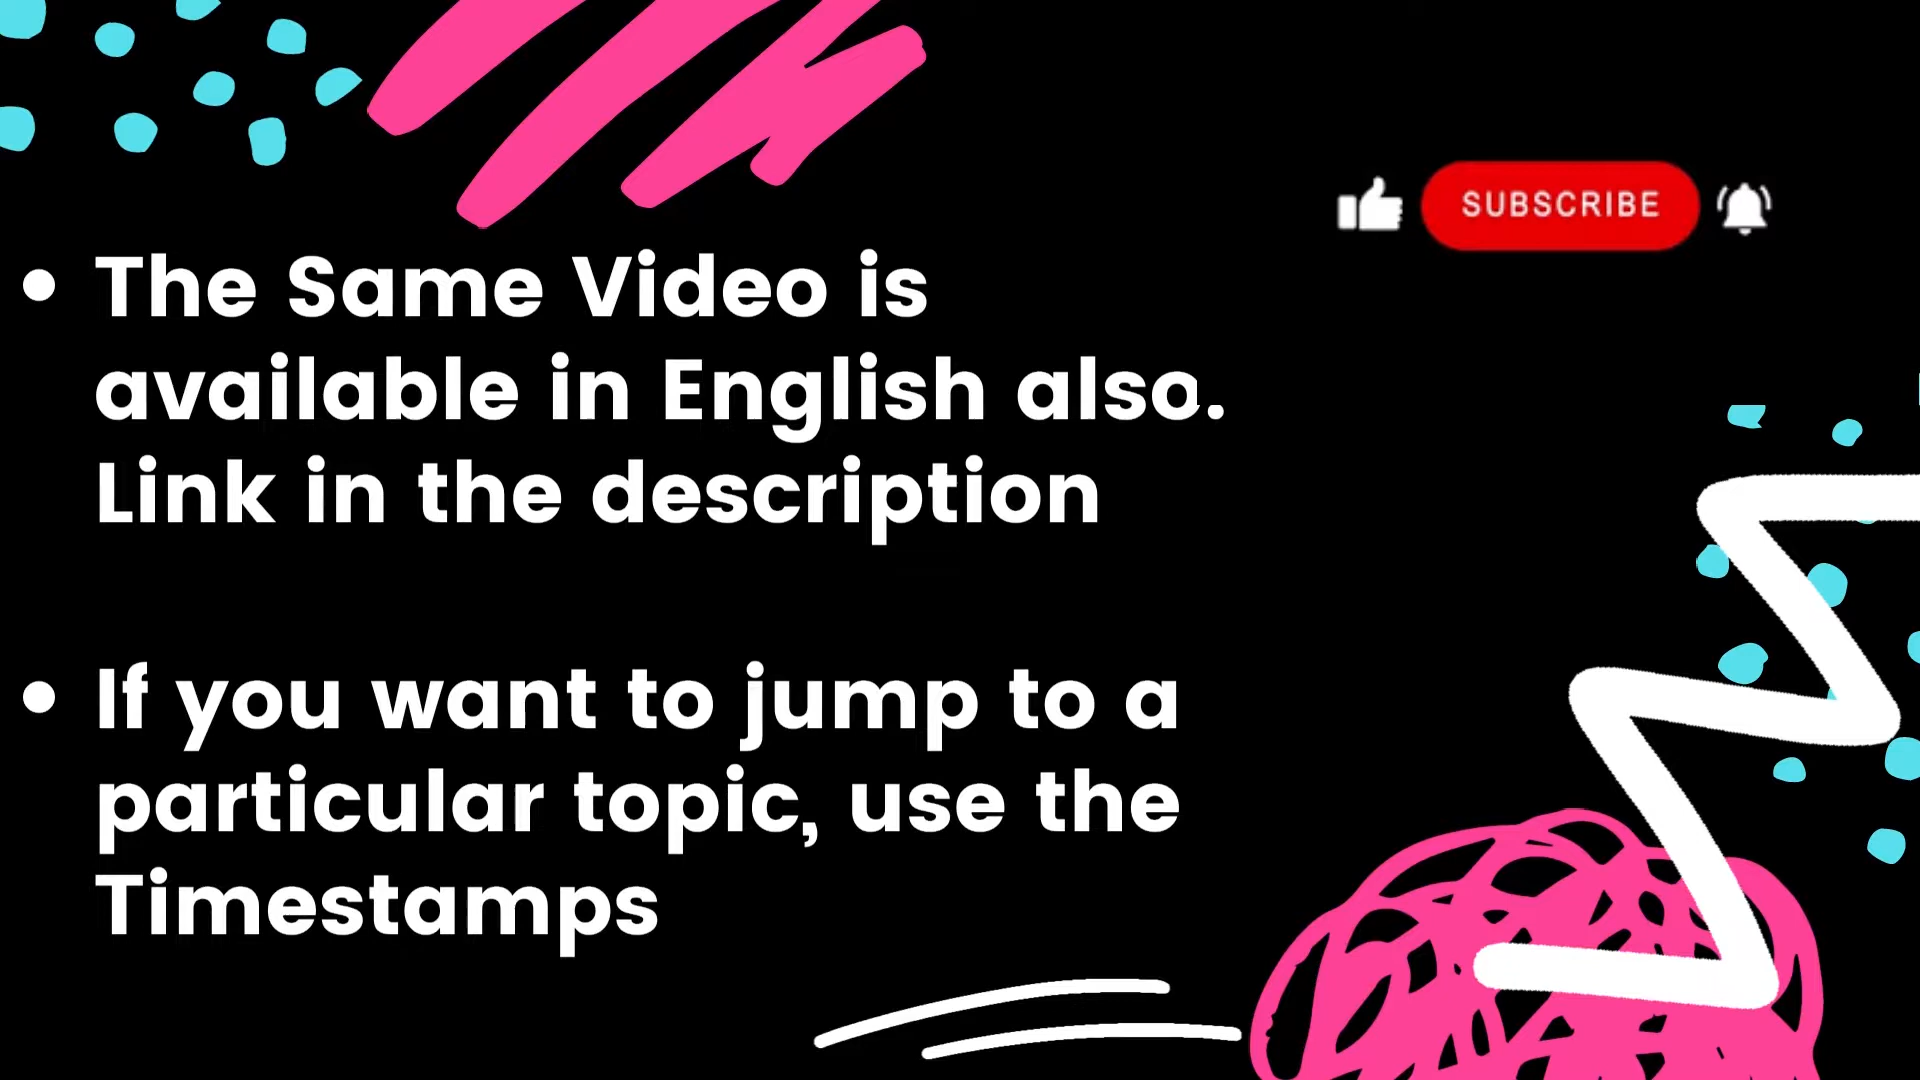 SUBSCRIBE
• The Same Video is
available in English also.
Link in the description
• If you want to jump to a
particular topic, use the
Timestamps